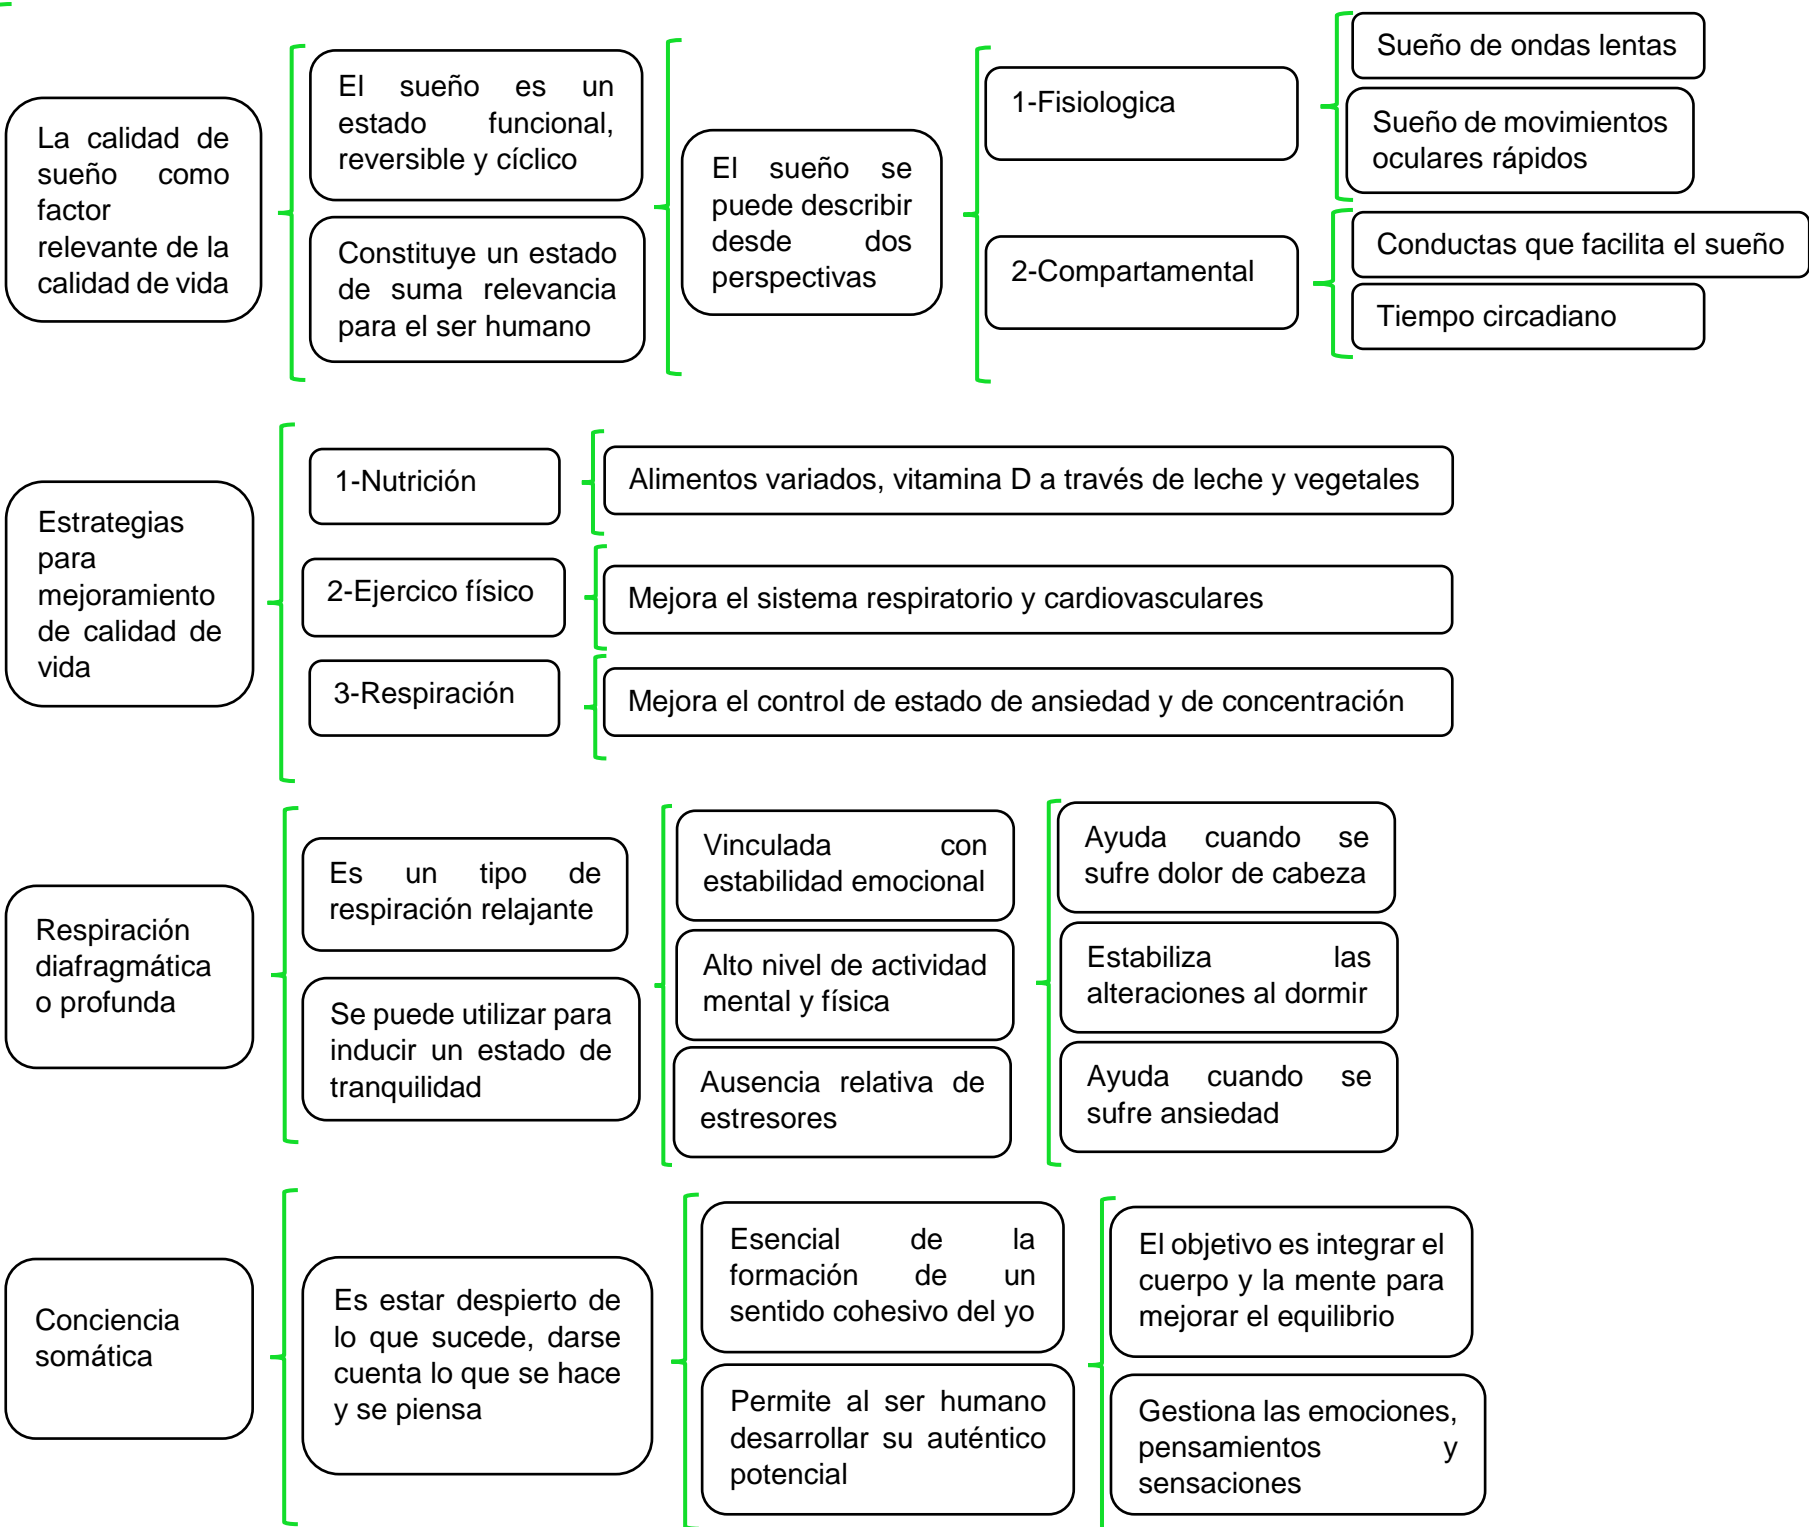 La calidad de
sueño como
factor
relevante de la
calidad de vida
El sueño es un
estado funcional,
reversible y cíclico
Constituye un estado
de suma relevancia
para el ser humano
El sueño se
puede describir
desde dos
perspectivas
1-Fisiologica
Sueño de ondas lentas
Sueño de movimientos
oculares rápidos
2-Compartamental
Conductas que facilita el sueño
Tiempo circadiano
Estrategias
para
mejoramiento
de calidad de
vida
1-Nutrición
Alimentos variados, vitamina D a través de leche y vegetales
2-Ejercico físico
Mejora el sistema respiratorio y cardiovasculares
3-Respiración
Mejora el control de estado de ansiedad y de concentración
Respiración
diafragmática
o profunda
Es un tipo de
respiración relajante
Se puede utilizar para
inducir un estado de
tranquilidad
Vinculada con
estabilidad emocional
Alto nivel de actividad
mental y física
Ausencia relativa de
estresores
Ayuda cuando se
sufre dolor de cabeza
Estabiliza las
alteraciones al dormir
Ayuda cuando se
sufre ansiedad
Conciencia
somática
Es estar despierto de
lo que sucede, darse
cuenta lo que se hace
y se piensa
Esencial de la
formación de un
sentido cohesivo del yo
Permite al ser humano
desarrollar su auténtico
potencial
El objetivo es integrar el
cuerpo y la mente para
mejorar el equilibrio
Gestiona las emociones,
pensamientos y
sensaciones